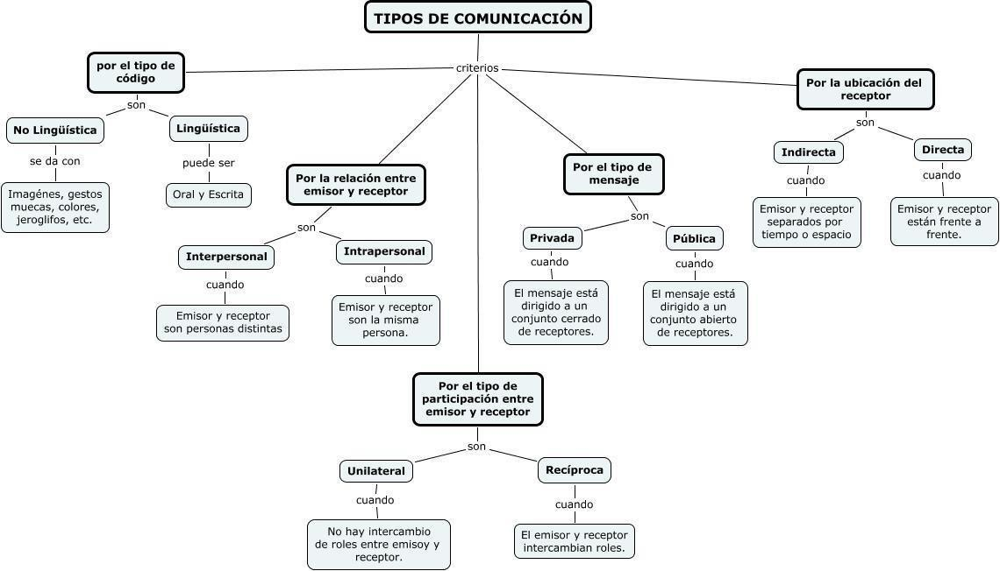 TIPOS DE COMUNICACIÓN
criterios
por el tipo de
código
son
No Lingüística
se da con
Imagénes, gestos
muecas, colores,
jeroglifos, etc.
Lingüística
puede ser
Oral y Escrita
Por la relación entre
emisor y receptor
son
Interpersonal
cuando
Emisor y receptor
son personas distintas
Intrapersonal
cuando
Emisor y receptor
son la misma
persona.
Por el tipo de
participación entre
emisor y receptor
son
Unilateral
cuando
No hay intercambio
de roles entre emisoy y
receptor.
Recíproca
cuando
El emisor y receptor
intercambian roles.
Por el tipo de
mensaje
son
Privada
cuando
El mensaje está
dirigido a un
conjunto cerrado
de receptores.
Pública
cuando
El mensaje está
dirigido a un
conjunto abierto
de receptores.
Por la ubicación del
receptor
son
Indirecta
cuando
Emisor y receptor
separados por
tiempo o espacio
Directa
cuando
Emisor y receptor
están frente a
frente.